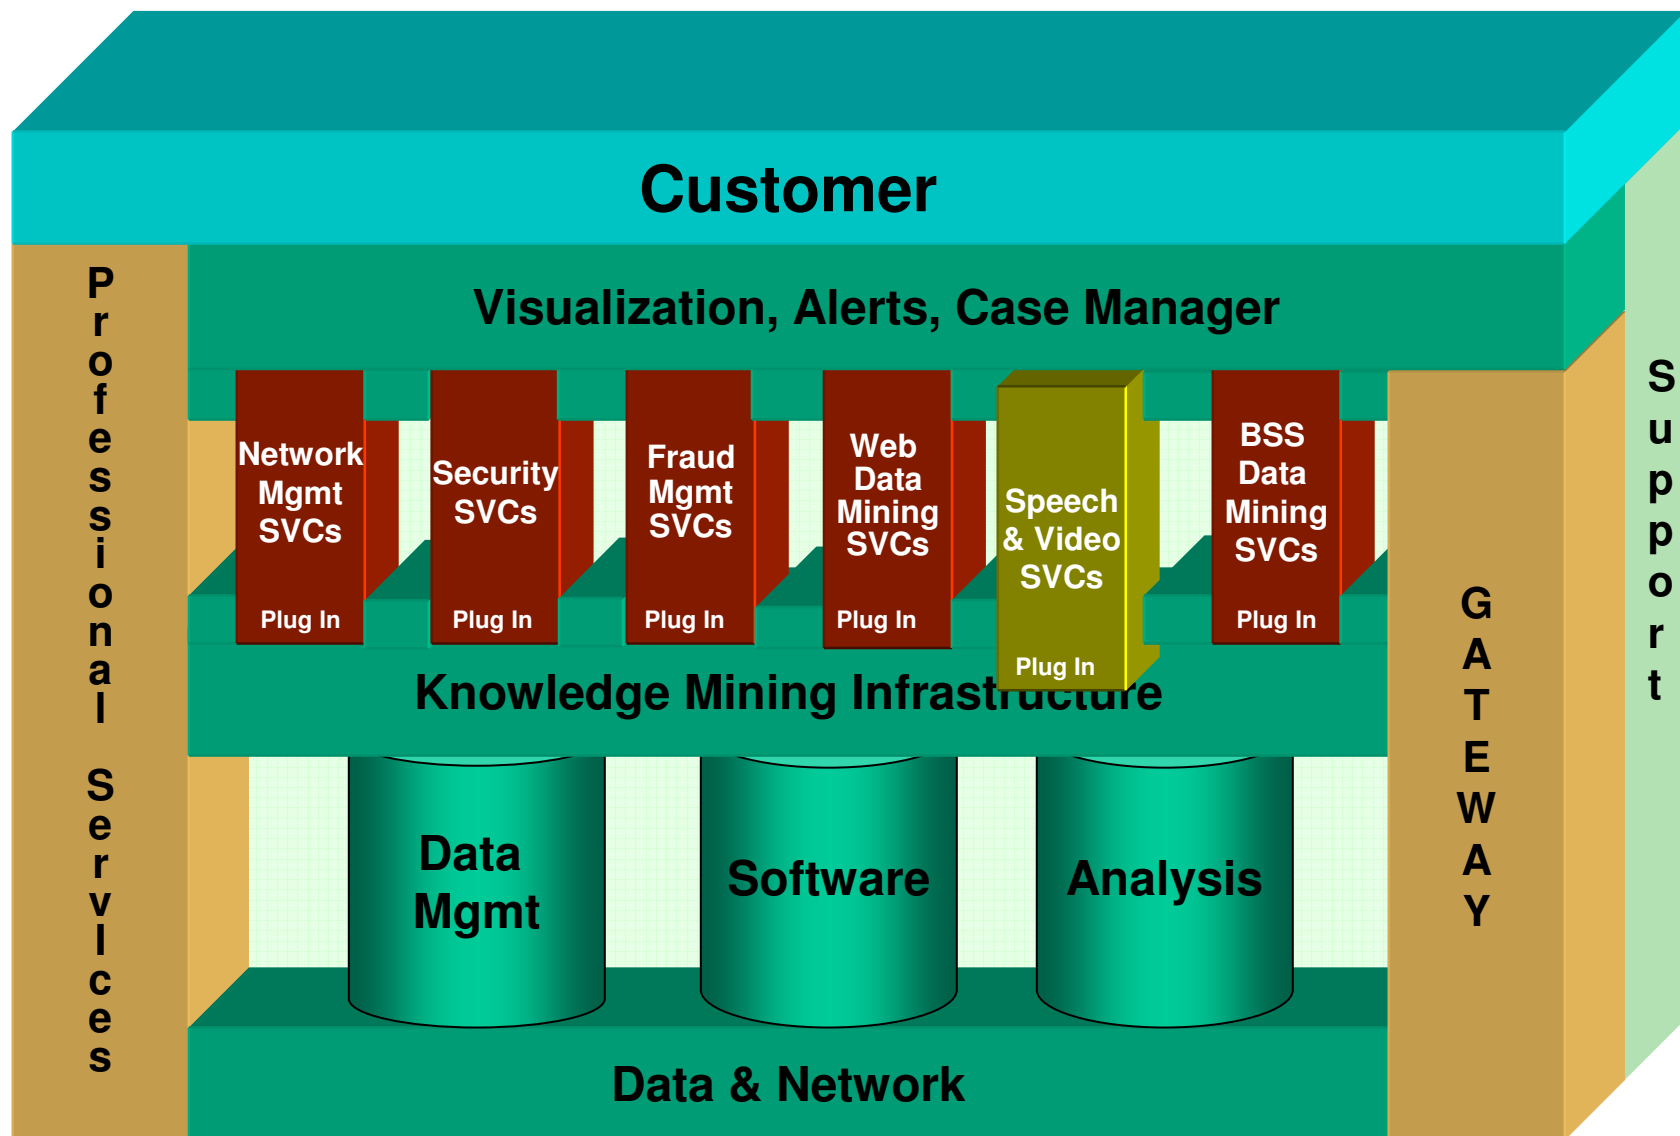 Customer
Visualization, Alerts, Case Manager
Professional Services
Network
Mgmt
SVCs
Plug In
Security
SVCs
Plug In
Fraud
Mgmt
SVCs
Plug In
Web
Data
Mining
SVCs
Plug In
Speech
& Video
SVCs
Plug In
BSS
Data
Mining
SVCs
Plug In
Knowledge Mining Infrastructure
Data
Mgmt
Software
Analysis
Data & Network
GATEWAY
Support